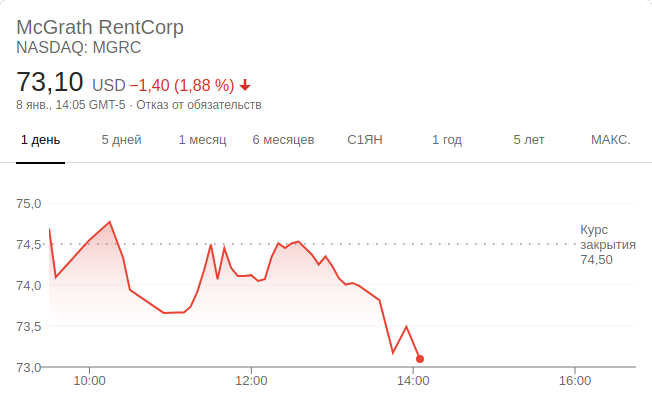 McGrath RentCorp
NASDAQ: MGRC
73,10 USD −1,40 (1,88 %)
8 янв., 14:05 GMT-5 · Отказ от обязательств
1 день 5 дней 1 месяц 6 месяцев С1ЯН 1 год 5 лет МАКС.
75,0
74,5
74,0
73,5
73,0
Курс
закрытия
74,50
10:00 12:00 14:00 16:00